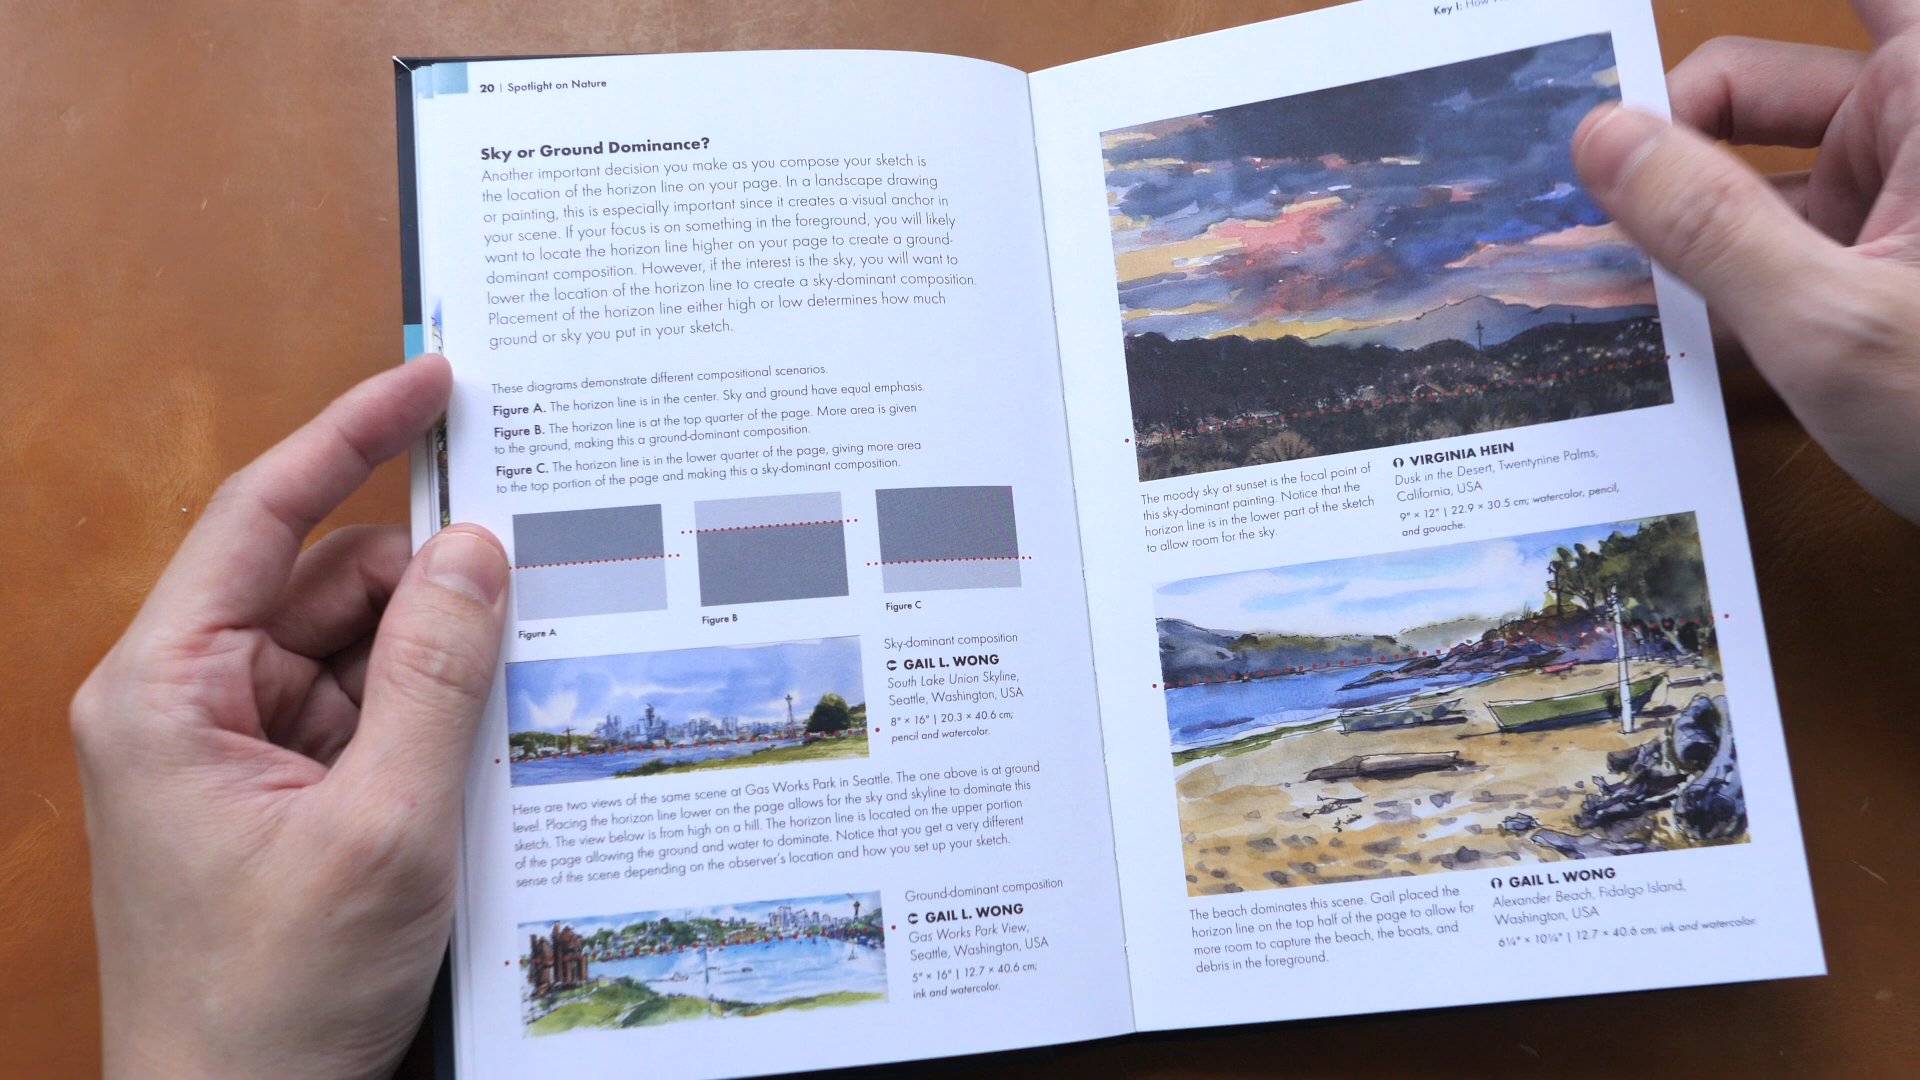 20 | Spotlight on Nature
Sky or Ground Dominance?
Another important decision you make as you compose your sketch is
the location of the horizon line on your page. In a landscape drawing
or painting, this is especially important since it creates a visual anchor in
your scene. If your focus is on something in the foreground, you will likely
want to locate the horizon line higher on your page to create a ground-
dominant composition. However, if the interest is the sky, you will want to
lower the location of the horizon line to create a sky-dominant composition.
Placement of the horizon line either high or low determines how much
ground or sky you put in your sketch.
These diagrams demonstrate different compositional scenarios.
Figure A. The horizon line is in the center. Sky and ground have equal emphasis.
Figure B. The horizon line is at the top quarter of the page. More area is given
to the ground, making this a ground-dominant composition.
Figure C. The horizon line is in the lower quarter of the page, giving more area
to the top portion of the page and making this a sky-dominant composition.
Figure A
Figure B
Figure C
Sky-dominant composition
GAIL L. WONG
South Lake Union Skyline,
Seattle, Washington, USA
8" × 16" | 20.3 × 40.6 cm;
pencil and watercolor.
Here are two views of the same scene at Gas Works Park in Seattle. The one above is at ground
level. Placing the horizon line lower on the page allows for the sky and skyline to dominate this
sketch. The view below is from high on a hill. The horizon line is located on the upper portion
of the page allowing the ground and water to dominate. Notice that you get a very different
sense of the scene depending on the observer's location and how you set up your sketch.
Ground-dominant composition
GAIL L. WONG
Gas Works Park View,
Seattle, Washington, USA
5" × 16" | 12.7 × 40.6 cm;
ink and watercolor.
Key I: How
The moody sky at sunset is the focal point of
this sky-dominant painting. Notice that the
horizon line is in the lower part of the sketch
to allow room for the sky.
VIRGINIA HEIN
Dusk in the Desert, Twentynine Palms,
California, USA
9" × 12" | 22.9 × 30.5 cm; watercolor, pencil,
and gouache.
The beach dominates this scene. Gail placed the
horizon line on the top half of the page to allow for
more room to capture the beach, the boats, and
debris in the foreground.
GAIL L. WONG
Alexander Beach, Fidalgo Island,
Washington, USA
6¼" × 10¼" | 12.7 × 40.6 cm; ink and watercolor.